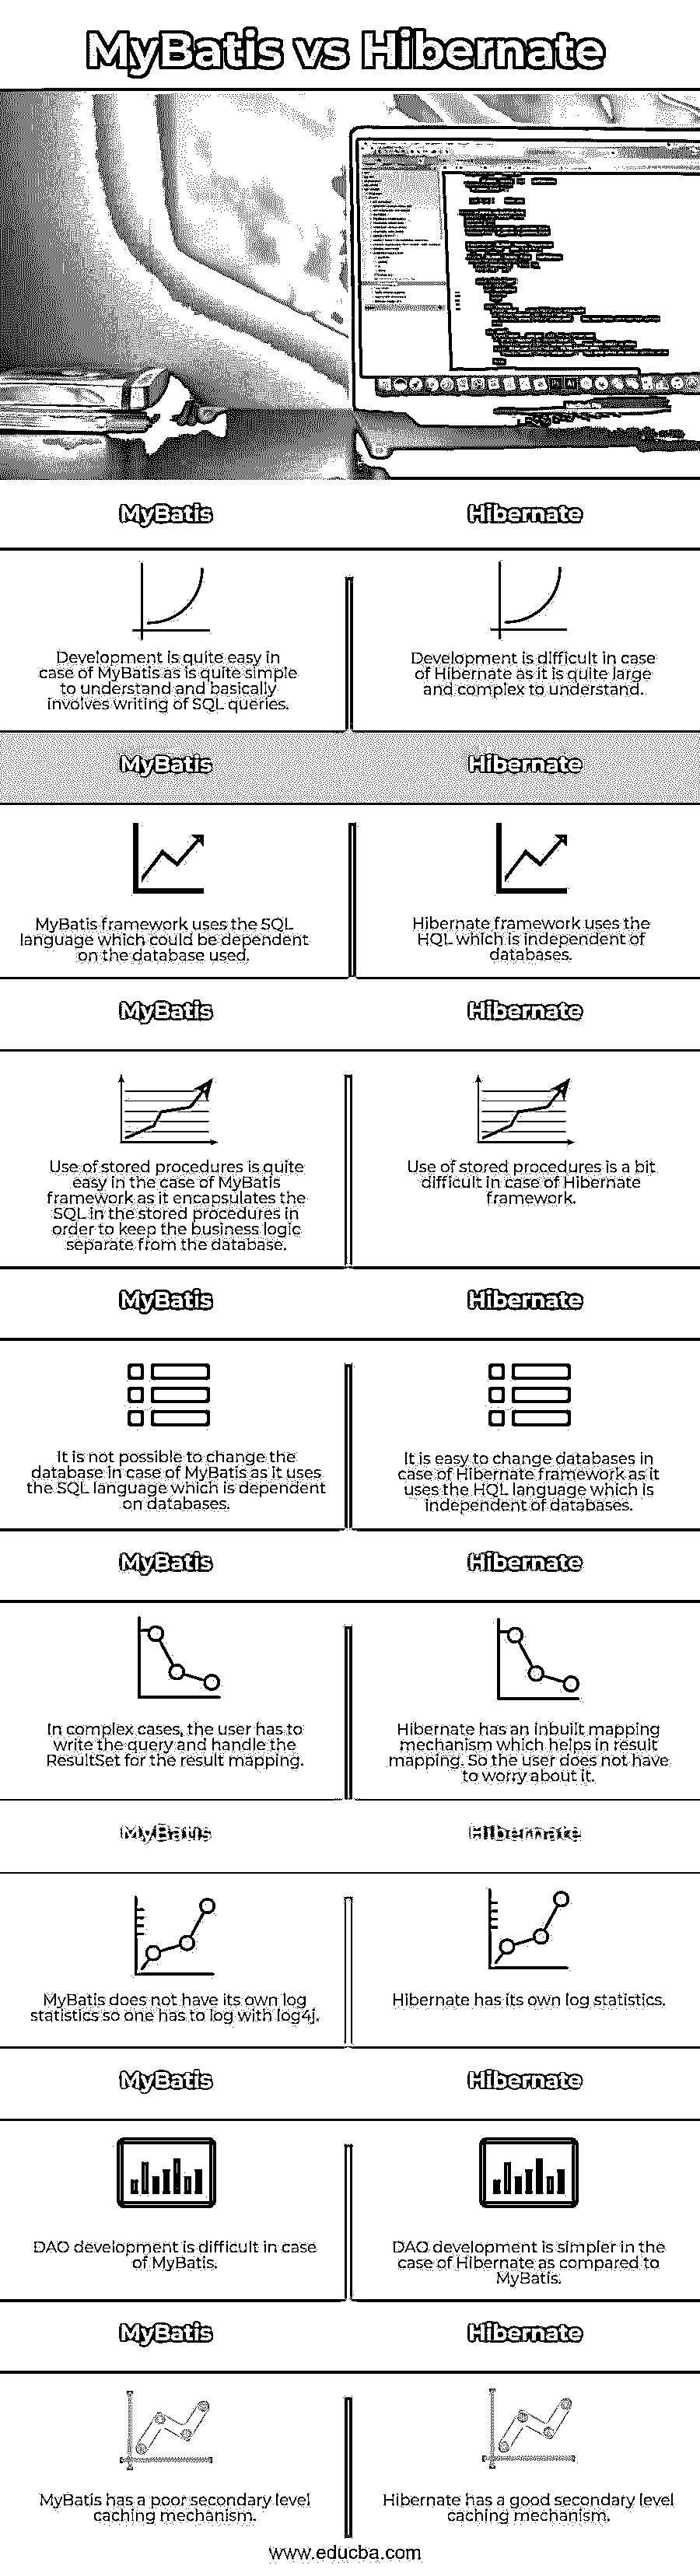 MyBatis vs Hibernate
MyBatis
Hibernate
Development is quite easy in
case of MyBatis as is quite simple
to understand and basically
involves writing of SQL queries.
Development is difficult in case
of Hibernate as it is quite large
and complex to understand.
MyBatis
Hibernate
MyBatis framework uses the SQL
language which could be dependent
on the database used.
Hibernate framework uses the
HQL which is independent of
databases.
MyBatis
Hibernate
Use of stored procedures is quite
easy in the case of MyBatis
framework as it encapsulates the
SQL in the stored procedures in
order to keep the business logic
separate from the database.
Use of stored procedures is a bit
difficult in case of Hibernate
framework.
MyBatis
Hibernate
It is not possible to change the
database in case of MyBatis as it uses
the SQL language which is dependent
on databases.
It is easy to change databases in
case of Hibernate framework as it
uses the HQL language which is
independent of databases.
MyBatis
Hibernate
In complex cases, the user has to
write the query and handle the
ResultSet for the result mapping.
Hibernate has an inbuilt mapping
mechanism which helps in result
mapping. So the user does not have
to worry about it.
MyBatis
Hibernate
MyBatis does not have its own log
statistics so one has to log with log4j.
Hibernate has its own log statistics.
MyBatis
Hibernate
DAO development is difficult in case
of MyBatis.
DAO development is simpler in the
case of Hibernate as compared to
MyBatis.
MyBatis
Hibernate
MyBatis has a poor secondary level
caching mechanism.
Hibernate has a good secondary level
caching mechanism.
www.educba.com